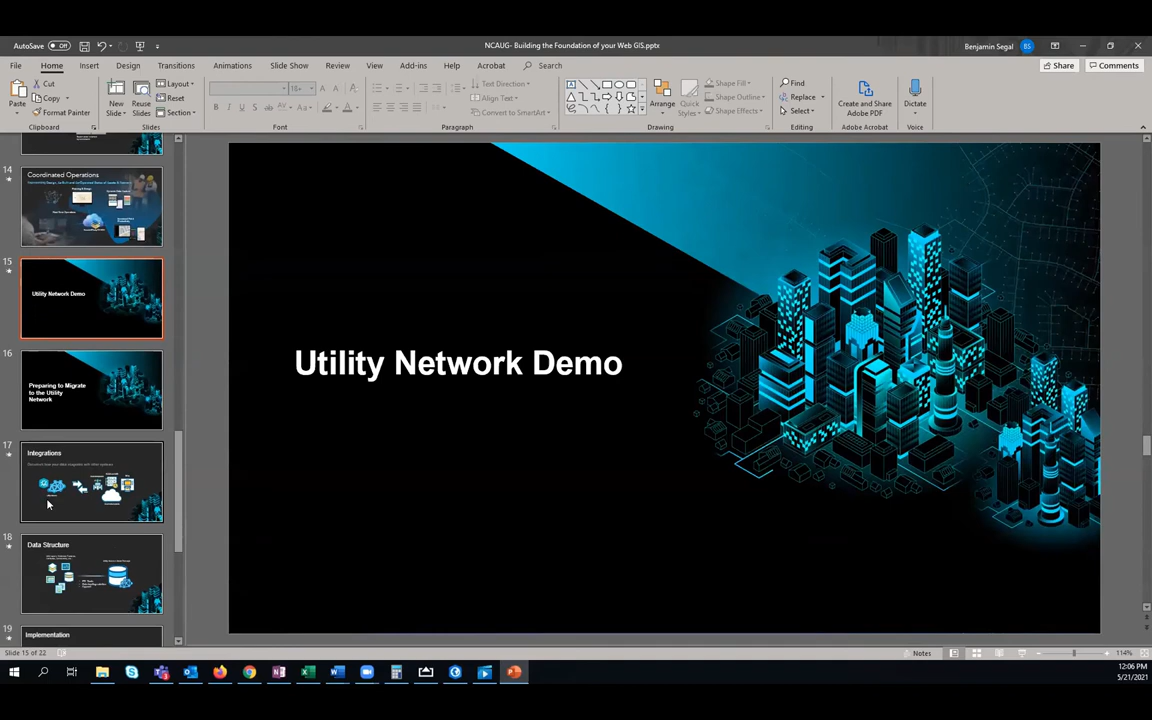 AutoSave Off
NCAUG- Building the Foundation of your Web GIS.pptx
Benjamin Segal BS
File Home Insert Design Transitions Animations Slide Show Review View Add-ins Help Acrobat Search
Share Comments
Paste
Cut
Copy
Format Painter
Clipboard
New Slide
Reuse Slides
Layout
Reset
Section
Slides
18
Font
Text Direction
Align Text
Convert to SmartArt
Paragraph
Arrange
Quick Styles
Shape Fill
Shape Outline
Shape Effects
Drawing
Find
Replace
Select
Editing
Create and Share Adobe PDF
Adobe Acrobat
Dictate
Voice
14
Coordinated Operations
15
Utility Network Demo
16
Preparing to Migrate
to the Utility
Network
17
Integrations
18
Data Structure
19
Implementation
Utility Network Demo
Slide 15 of 22
Notes
114%
12:06 PM
5/21/2021